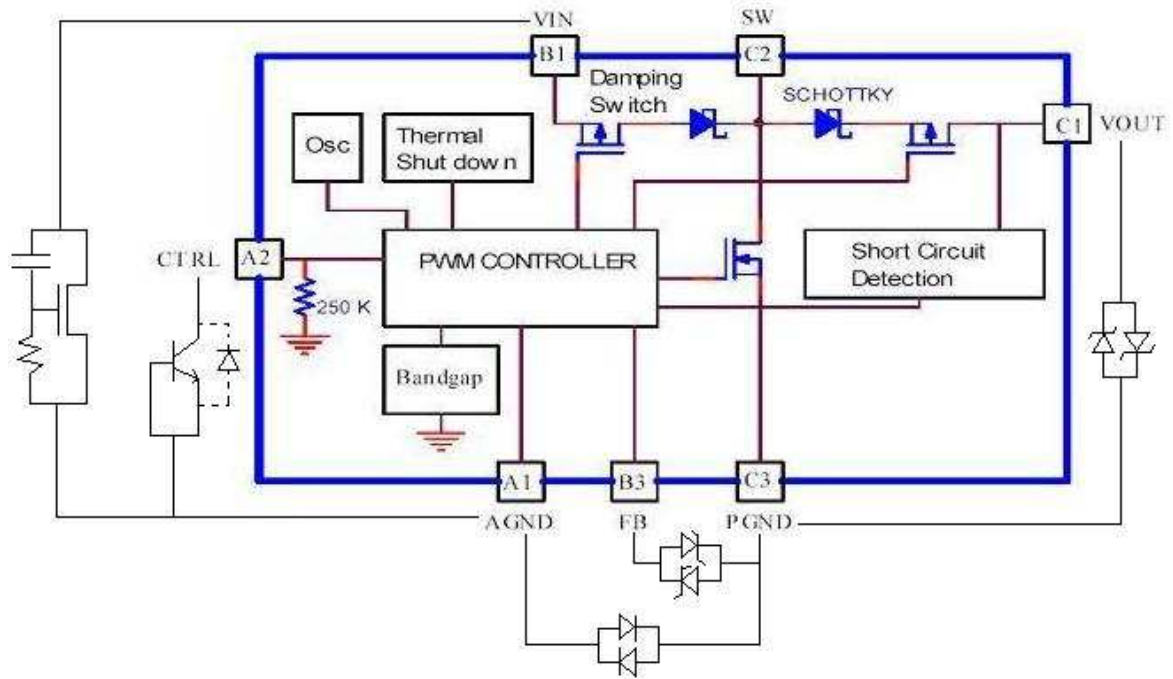 VIN
SW
B1
C2
Damping
Switch
SCHOTTKY
C1
VOUT
Osc
Thermal
Shut down
CTRL
A2
PWM CONTROLLER
Short Circuit
Detection
250 K
Bandgap
A1
B3
C3
AGND
FB
PGND